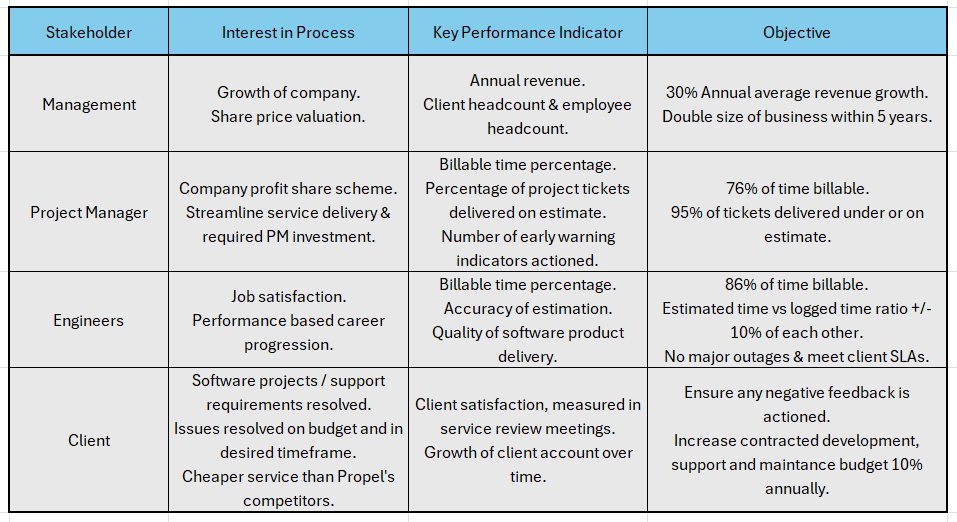 Stakeholder
Interest in Process
Key Performance Indicator
Objective
Management
Growth of company.
Share price valuation.
Annual revenue.
Client headcount & employee
headcount.
30% Annual average revenue growth.
Double size of business within 5 years.
Project Manager
Company profit share scheme.
Streamline service delivery &
required PM investment.
Billable time percentage.
Percentage of project tickets
delivered on estimate.
Number of early warning
indicators actioned.
76% of time billable.
95% of tickets delivered under or on
estimate.
Engineers
Job satisfaction.
Performance based career
progression.
Billable time percentage.
Accuracy of estimation.
Quality of software product
delivery.
86% of time billable.
Estimated time vs logged time ratio +/-
10% of each other.
No major outages & meet client SLAs.
Client
Software projects / support
requirements resolved.
Issues resolved on budget and in
desired timeframe.
Cheaper service than Propel's
competitors.
Client satisfaction, measured in
service review meetings.
Growth of client account over
time.
Ensure any negative feedback is
actioned.
Increase contracted development,
support and maintance budget 10%
annually.